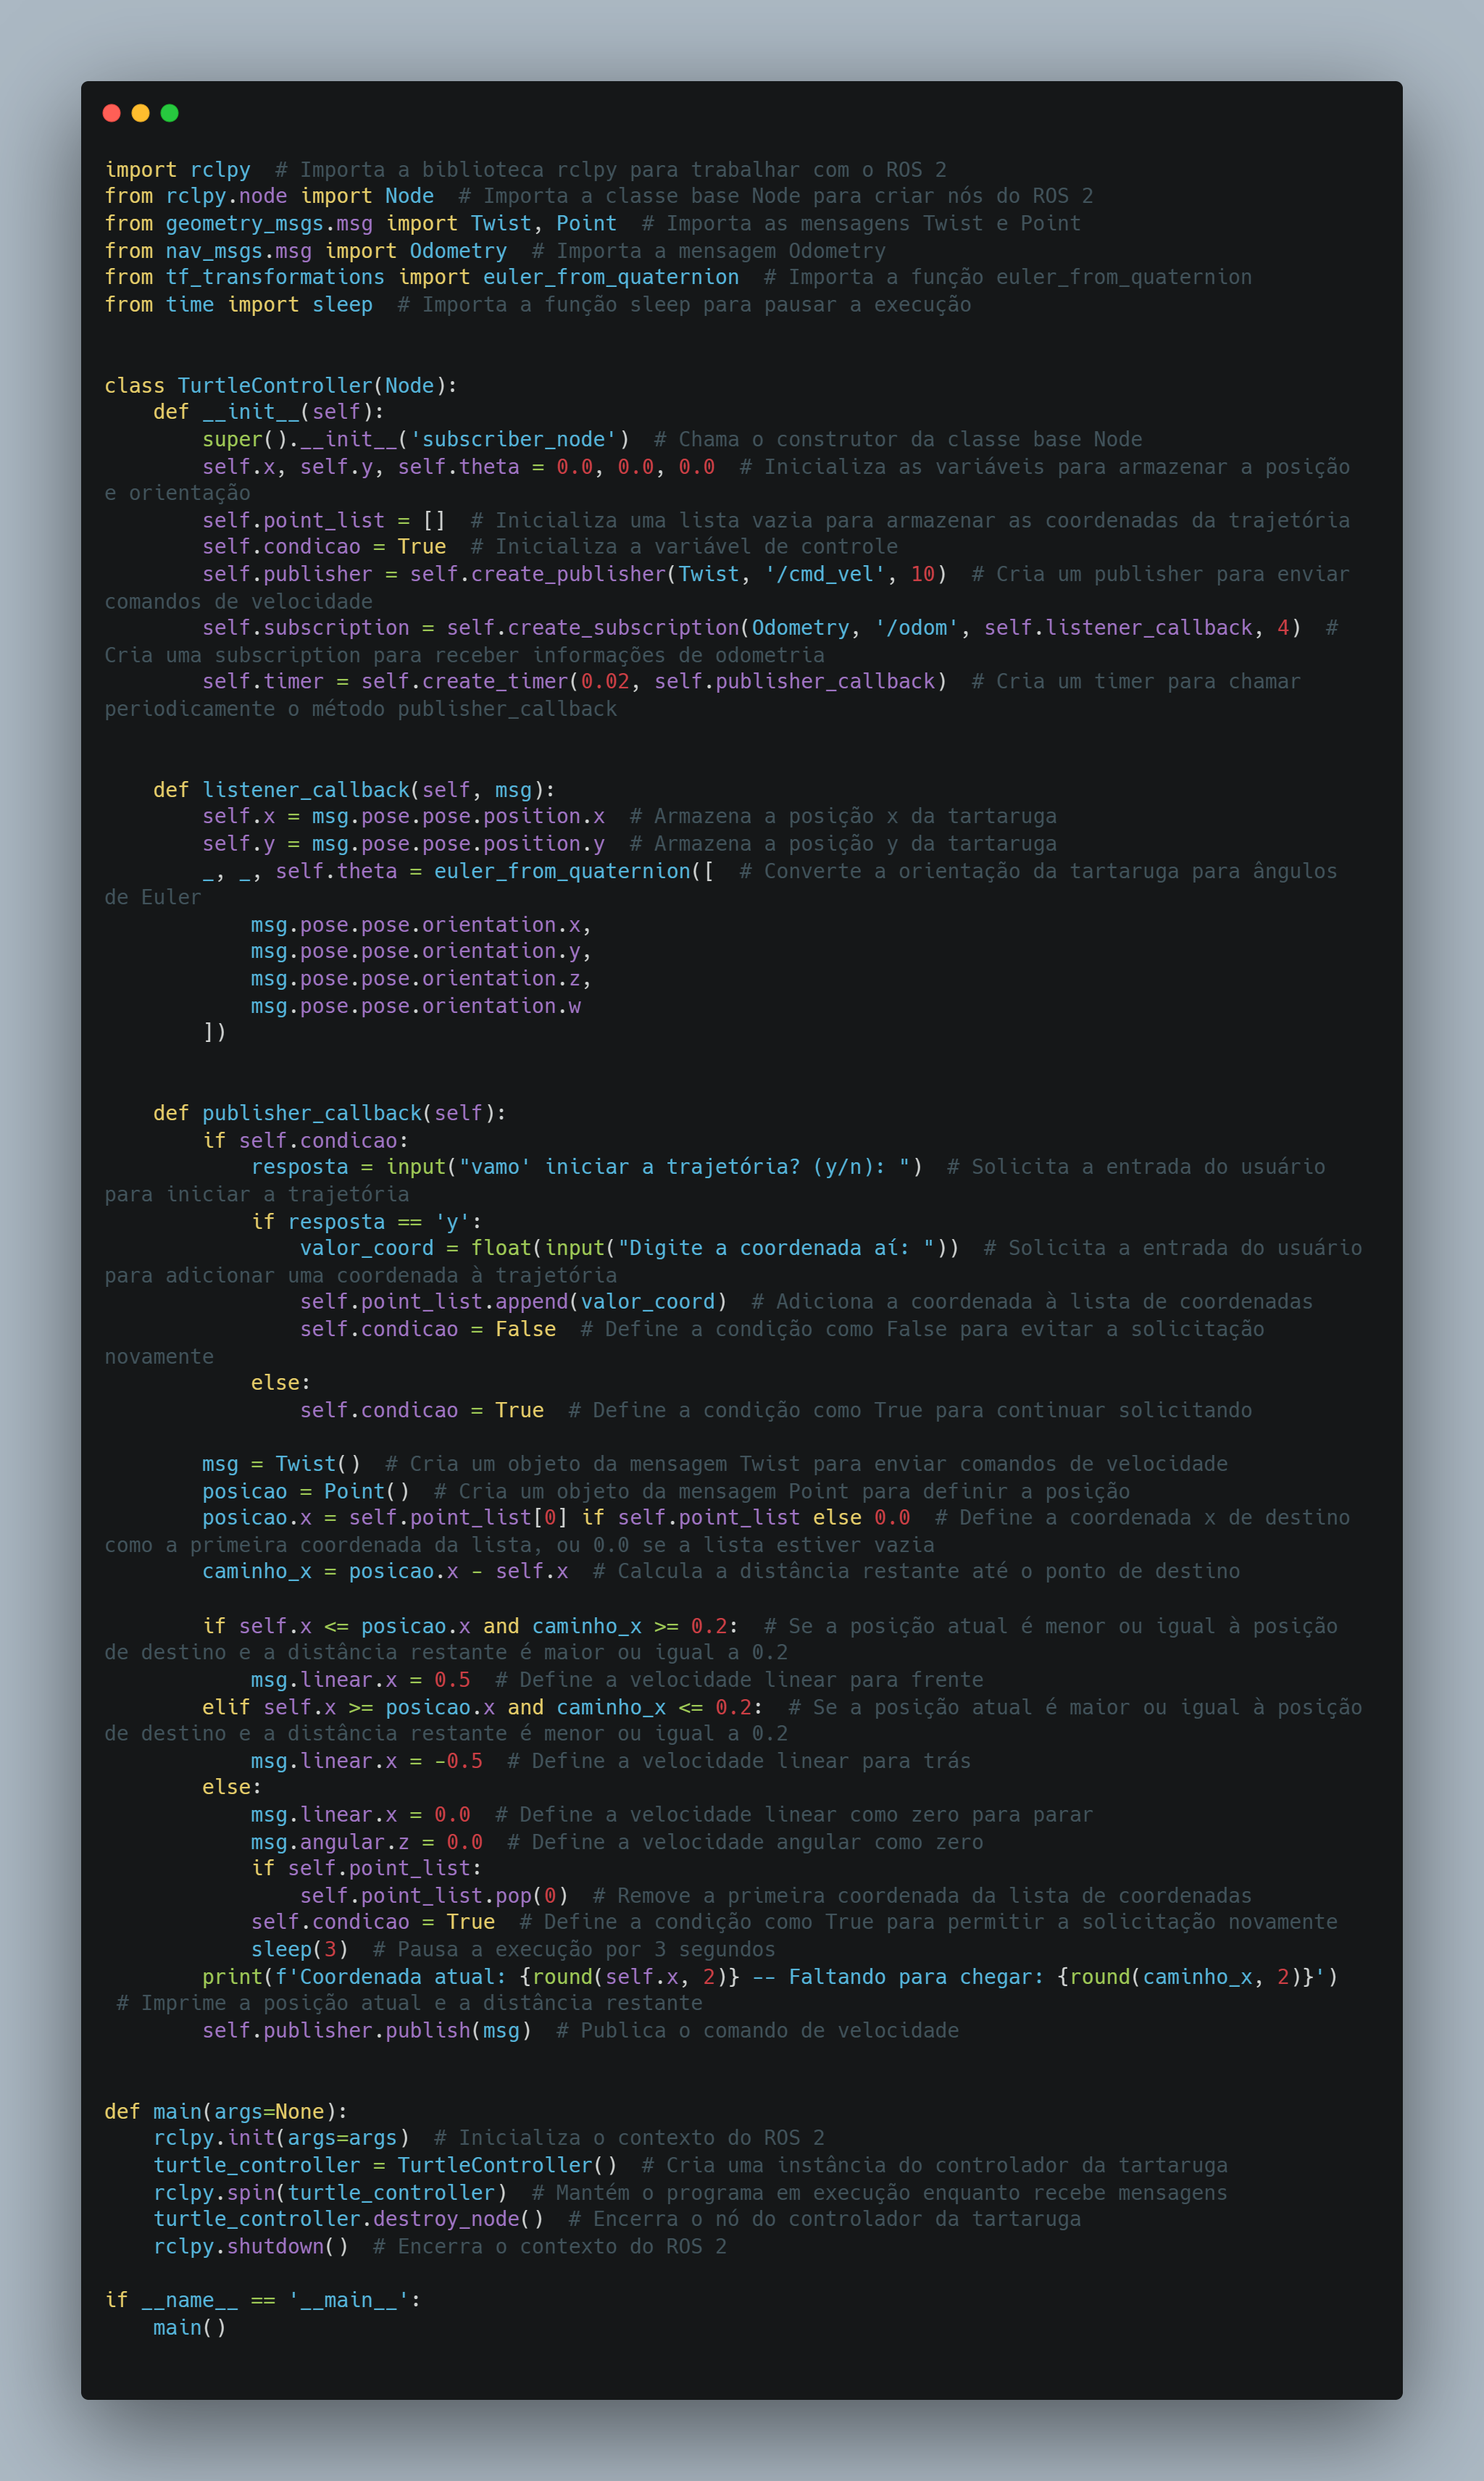 import rclpy  # Importa a biblioteca rclpy para trabalhar com o ROS 2
from rclpy.node import Node  # Importa a classe base Node para criar nós do ROS 2
from geometry_msgs.msg import Twist, Point  # Importa as mensagens Twist e Point
from nav_msgs.msg import Odometry  # Importa a mensagem Odometry
from tf_transformations import euler_from_quaternion  # Importa a função euler_from_quaternion
from time import sleep  # Importa a função sleep para pausar a execução
class TurtleController(Node):
    def __init__(self):
        super().__init__('subscriber_node')  # Chama o construtor da classe base Node
        self.x, self.y, self.theta = 0.0, 0.0, 0.0  # Inicializa as variáveis para armazenar a posição
e orientação
        self.point_list = []  # Inicializa uma lista vazia para armazenar as coordenadas da trajetória
        self.condicao = True  # Inicializa a variável de controle
        self.publisher = self.create_publisher(Twist, '/cmd_vel', 10)  # Cria um publisher para enviar
comandos de velocidade
        self.subscription = self.create_subscription(Odometry, '/odom', self.listener_callback, 4)  #
Cria uma subscription para receber informações de odometria
        self.timer = self.create_timer(0.02, self.publisher_callback)  # Cria um timer para chamar
periodicamente o método publisher_callback
    def listener_callback(self, msg):
        self.x = msg.pose.pose.position.x  # Armazena a posição x da tartaruga
        self.y = msg.pose.pose.position.y  # Armazena a posição y da tartaruga
        _, _, self.theta = euler_from_quaternion([  # Converte a orientação da tartaruga para ângulos
de Euler
            msg.pose.pose.orientation.x,
            msg.pose.pose.orientation.y,
            msg.pose.pose.orientation.z,
            msg.pose.pose.orientation.w
        ])
    def publisher_callback(self):
        if self.condicao:
            resposta = input("vamo' iniciar a trajetória? (y/n): ")  # Solicita a entrada do usuário
para iniciar a trajetória
            if resposta == 'y':
                valor_coord = float(input("Digite a coordenada aí: "))  # Solicita a entrada do usuário
para adicionar uma coordenada à trajetória
                self.point_list.append(valor_coord)  # Adiciona a coordenada à lista de coordenadas
                self.condicao = False  # Define a condição como False para evitar a solicitação
novamente
            else:
                self.condicao = True  # Define a condição como True para continuar solicitando
        msg = Twist()  # Cria um objeto da mensagem Twist para enviar comandos de velocidade
        posicao = Point()  # Cria um objeto da mensagem Point para definir a posição
        posicao.x = self.point_list[0] if self.point_list else 0.0  # Define a coordenada x de destino
como a primeira coordenada da lista, ou 0.0 se a lista estiver vazia
        caminho_x = posicao.x - self.x  # Calcula a distância restante até o ponto de destino
        if self.x <= posicao.x and caminho_x >= 0.2:  # Se a posição atual é menor ou igual à posição
de destino e a distância restante é maior ou igual a 0.2
            msg.linear.x = 0.5  # Define a velocidade linear para frente
        elif self.x >= posicao.x and caminho_x <= 0.2:  # Se a posição atual é maior ou igual à posição
de destino e a distância restante é menor ou igual a 0.2
            msg.linear.x = -0.5  # Define a velocidade linear para trás
        else:
            msg.linear.x = 0.0  # Define a velocidade linear como zero para parar
            msg.angular.z = 0.0  # Define a velocidade angular como zero
            if self.point_list:
                self.point_list.pop(0)  # Remove a primeira coordenada da lista de coordenadas
            self.condicao = True  # Define a condição como True para permitir a solicitação novamente
            sleep(3)  # Pausa a execução por 3 segundos
        print(f'Coordenada atual: {round(self.x, 2)} -- Faltando para chegar: {round(caminho_x, 2)}')
 # Imprime a posição atual e a distância restante
        self.publisher.publish(msg)  # Publica o comando de velocidade
def main(args=None):
    rclpy.init(args=args)  # Inicializa o contexto do ROS 2
    turtle_controller = TurtleController()  # Cria uma instância do controlador da tartaruga
    rclpy.spin(turtle_controller)  # Mantém o programa em execução enquanto recebe mensagens
    turtle_controller.destroy_node()  # Encerra o nó do controlador da tartaruga
    rclpy.shutdown()  # Encerra o contexto do ROS 2
if __name__ == '__main__':
    main()